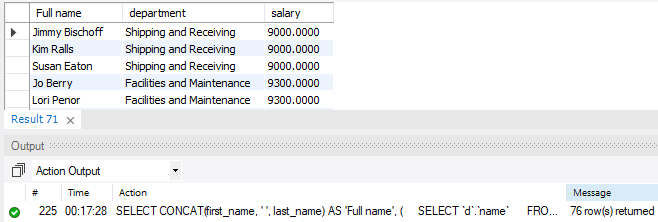 Full name department salary
Jimmy Bischoff Shipping and Receiving 9000.0000
Kim Ralls Shipping and Receiving 9000.0000
Susan Eaton Shipping and Receiving 9000.0000
Jo Berry Facilities and Maintenance 9300.0000
Lori Penor Facilities and Maintenance 9300.0000
Result 71 ×
Output
Action Output
# Time Action Message
225 00:17:28 SELECT CONCAT(first_name, ' ', last_name) AS 'Full name', ( SELECT `d`.`name` FRO... 76 row(s) returned